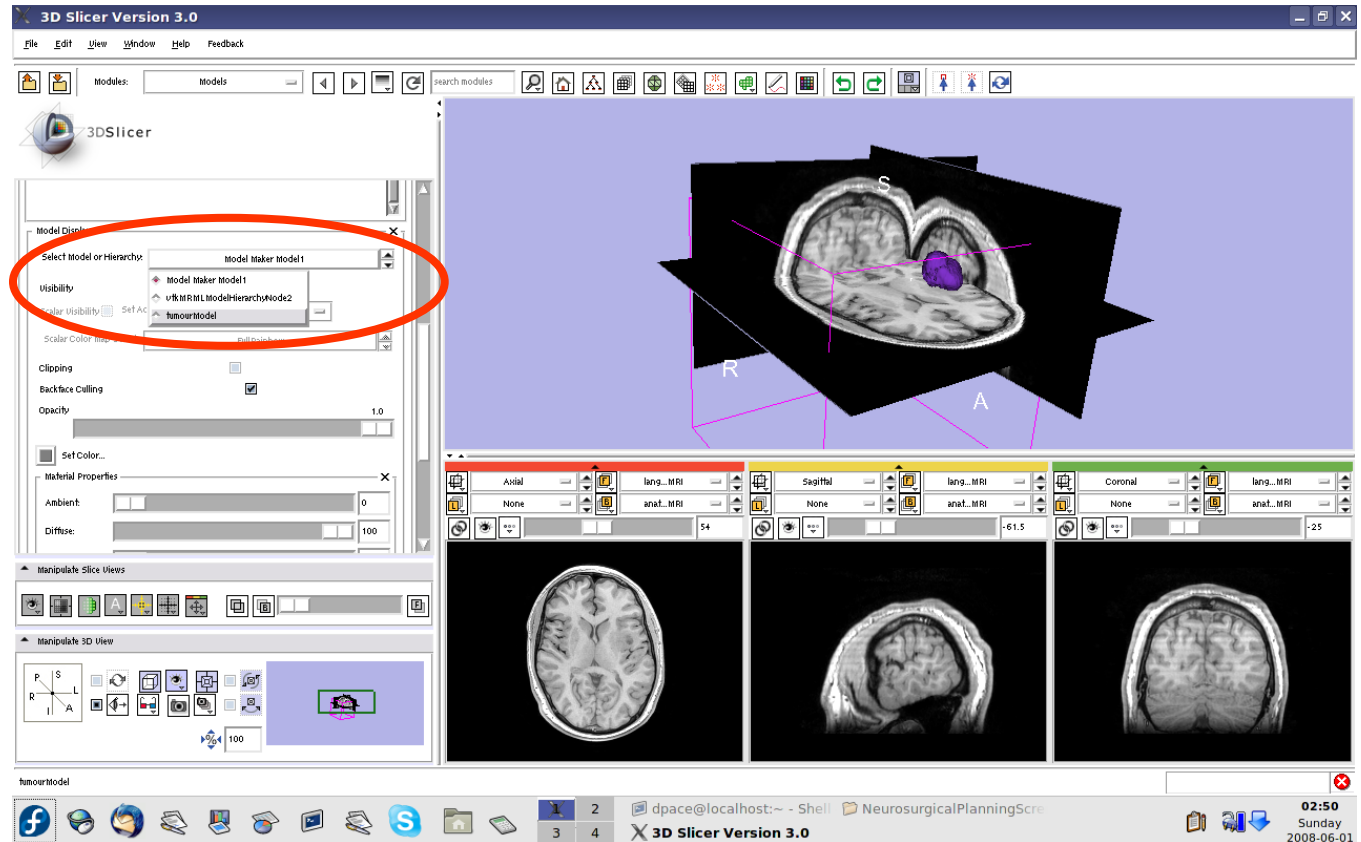 3D Slicer Version 3.0
File Edit View Window Help Feedback
Modules: Models search modules
3DSlicer
Model Display X
Select Model or Hierarchy: Model Maker Model1
Model Maker Model1
Visibility
vtkMRMLModelHierarchyNode2
Scalar Visibility Set Ac
tumourModel
Scalar Color Map
Clipping
Backface Culling
Opacity 1.0
Set Color...
Material Properties X
Ambient: 0
Diffuse: 100
Manipulate Slice Views
A F B F
Manipulate 3D View
P S
R L
I A
% 100
S
R
A
Axial F lang...MRI
L None B anat...MRI
54
Sagittal F lang...MRI
L None B anat...MRI
-61.5
Coronal F lang...MRI
L None B anat...MRI
-25
tumourModel
1 2
3 4
dpace@localhost:~ - Shell
NeurosurgicalPlanningScre
X 3D Slicer Version 3.0
02:50
Sunday
2008-06-01